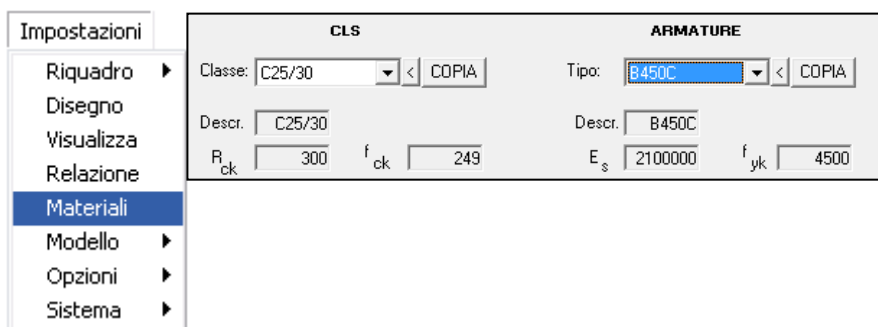 Impostazioni
Riquadro
Disegno
Visualizza
Relazione
Materiali
Modello
Opzioni
Sistema
CLS ARMATURE
Classe: C25/30 < COPIA Tipo: B450C < COPIA
Descr. C25/30 Descr. B450C
Rck 300 fck 249 Es 2100000 fyk 4500